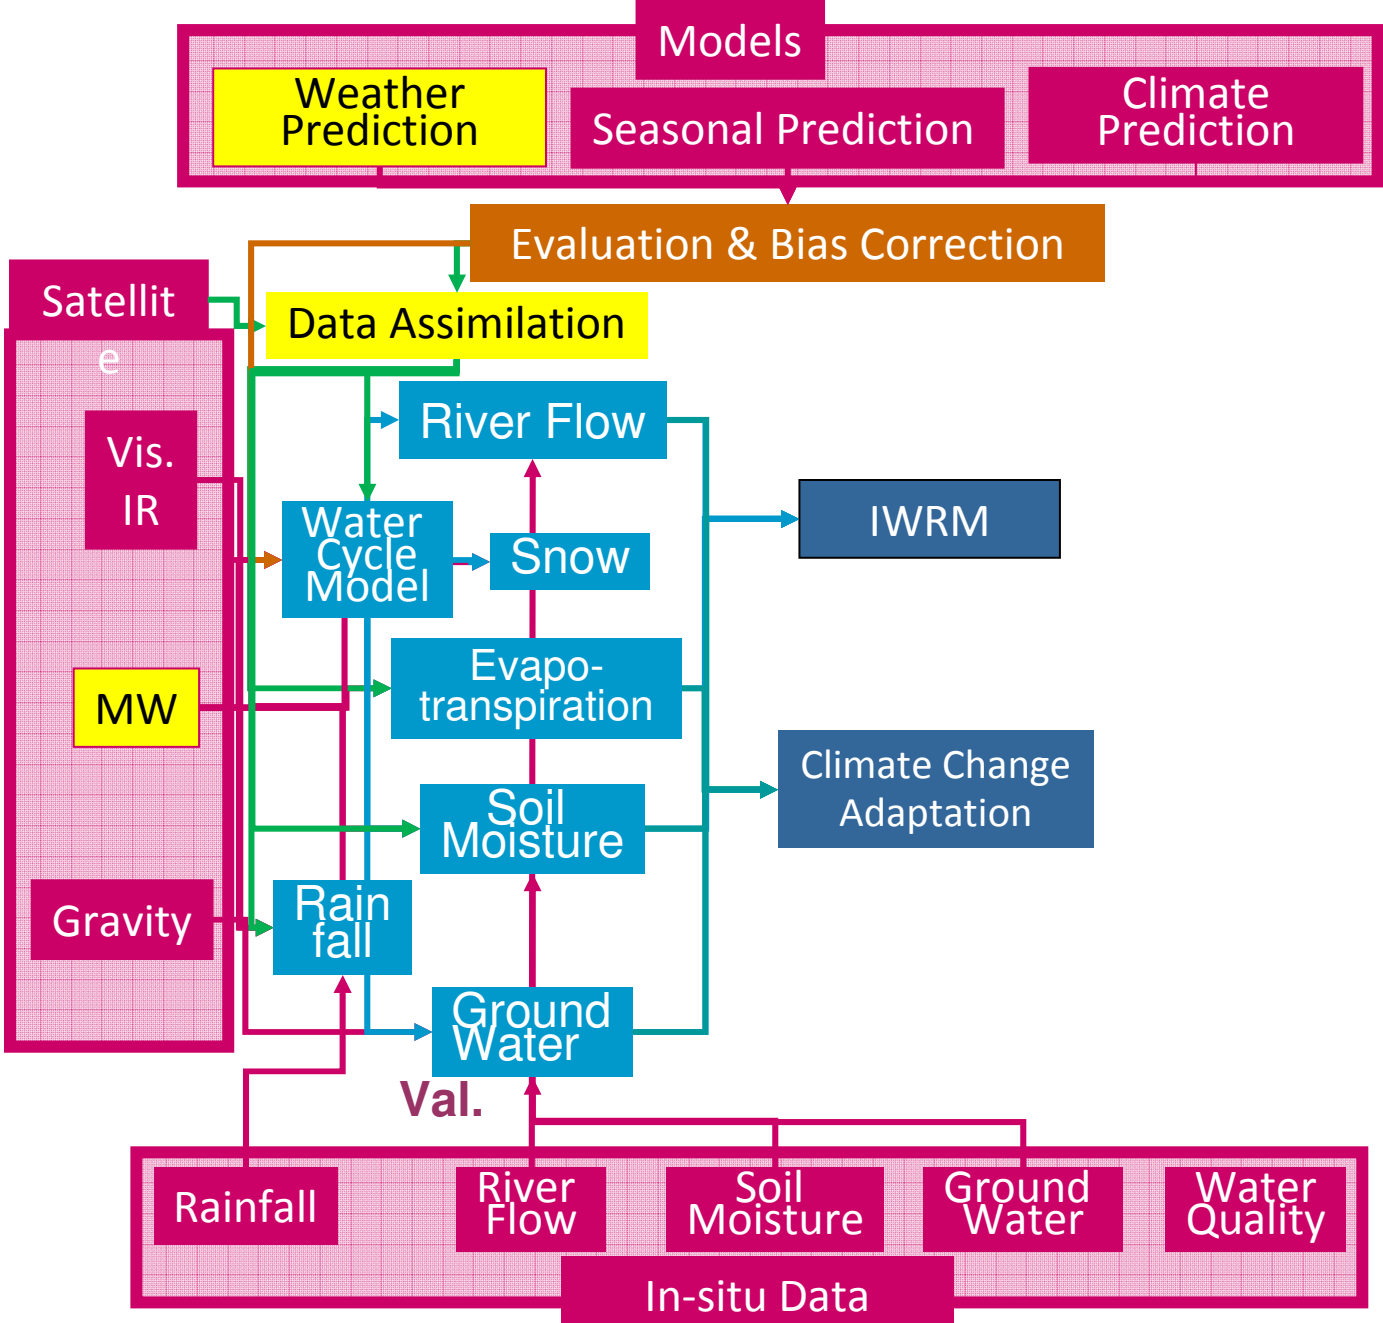 Models
Weather
Prediction
Seasonal Prediction
Climate
Prediction
Evaluation & Bias Correction
Satellit
e
Data Assimilation
Vis.
IR
River Flow
Water
Cycle
Model
Snow
IWRM
MW
Evapo-
transpiration
Climate Change
Adaptation
Soil
Moisture
Gravity
Rain
fall
Ground
Water
Val.
Rainfall
River
Flow
Soil
Moisture
Ground
Water
Water
Quality
In-situ Data